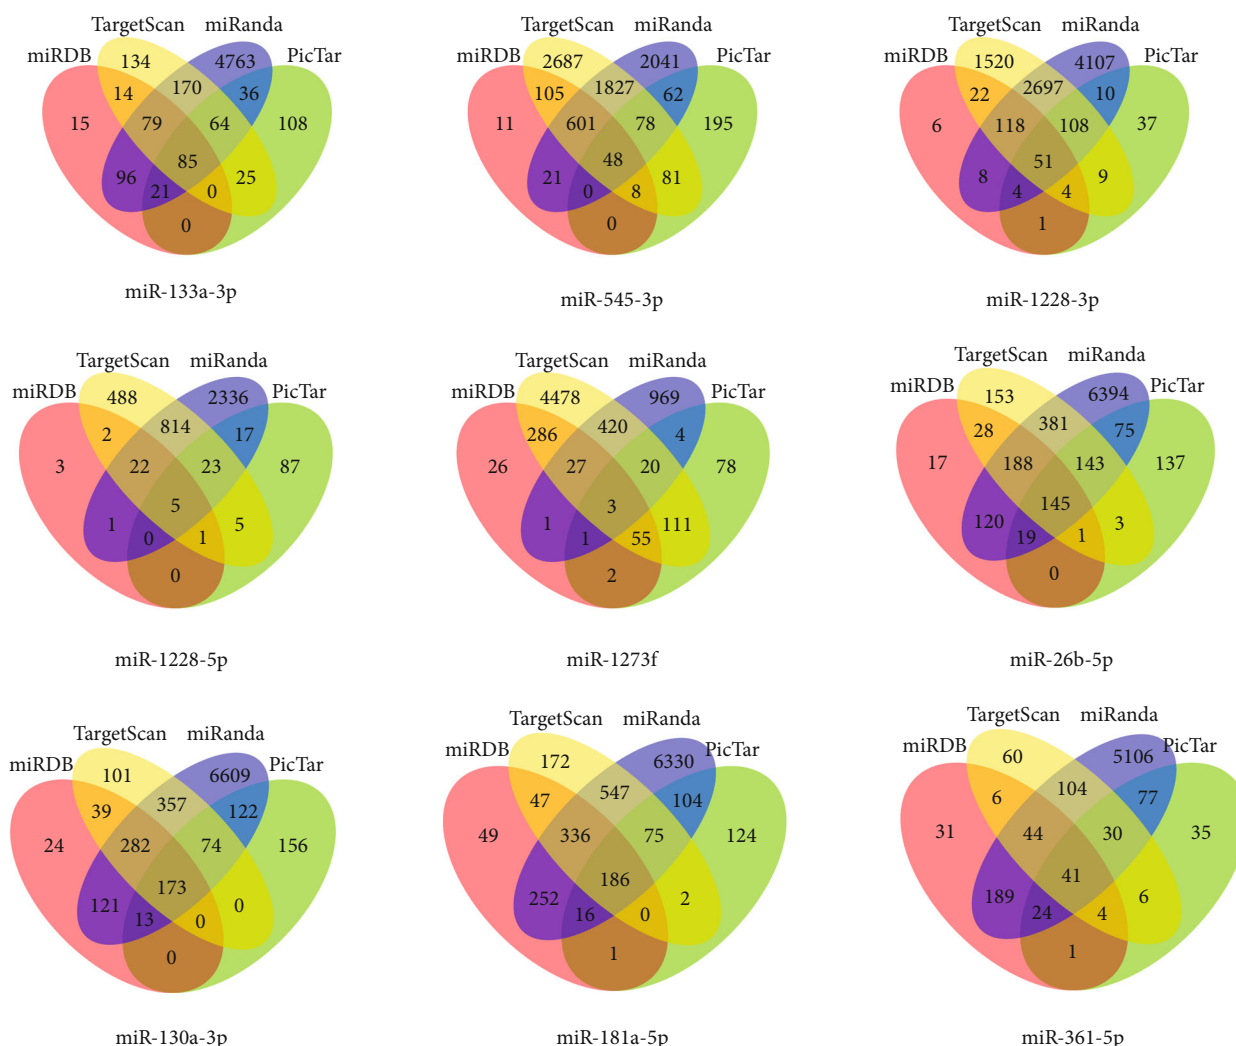 TargetScan miRanda
miRDB PicTar
134 4763
14 170 36
15 79 64 108
85
96 21 0 25
0
miR-133a-3p
TargetScan miRanda
miRDB PicTar
2687 2041
105 1827 62
11 601 78 195
48
21 0 8 81
0
miR-545-3p
TargetScan miRanda
miRDB PicTar
1520 4107
22 2697 10
6 118 108 37
51
8 4 4 9
1
miR-1228-3p
TargetScan miRanda
miRDB PicTar
488 2336
2 814 17
3 22 23 87
5
1 0 1 5
0
miR-1228-5p
TargetScan miRanda
miRDB PicTar
4478 969
286 420 4
26 27 20 78
3
1 1 55 111
2
miR-1273f
TargetScan miRanda
miRDB PicTar
153 6394
28 381 75
17 188 143 137
145
120 19 1 3
0
miR-26b-5p
TargetScan miRanda
miRDB PicTar
101 6609
39 357 122
24 282 74 156
173
121 13 0 0
0
miR-130a-3p
TargetScan miRanda
miRDB PicTar
172 6330
47 547 104
49 336 75 124
186
252 16 0 2
1
miR-181a-5p
TargetScan miRanda
miRDB PicTar
60 5106
6 104 77
31 44 30 35
41
189 24 4 6
1
miR-361-5p